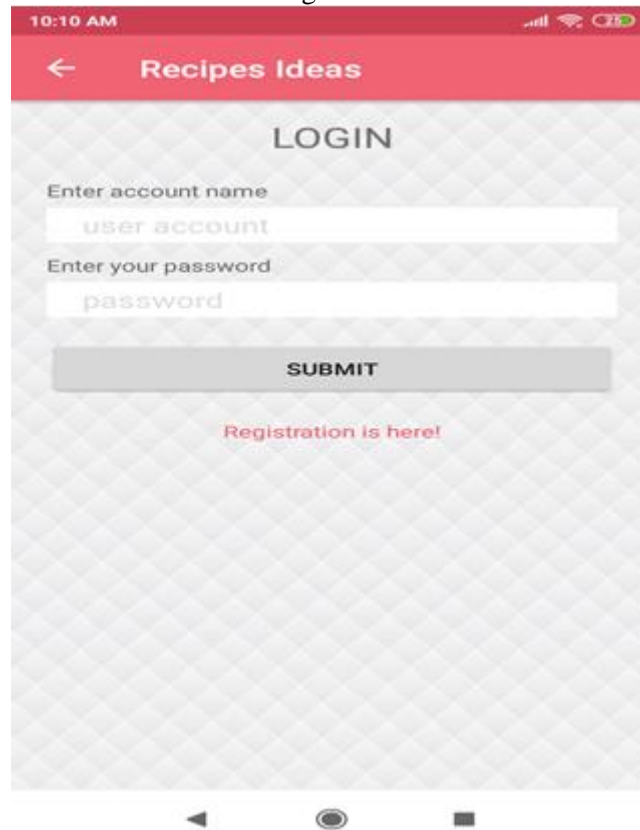 10:10 AM
Recipes Ideas
LOGIN
Enter account name
user account
Enter your password
password
SUBMIT
Registration is here!